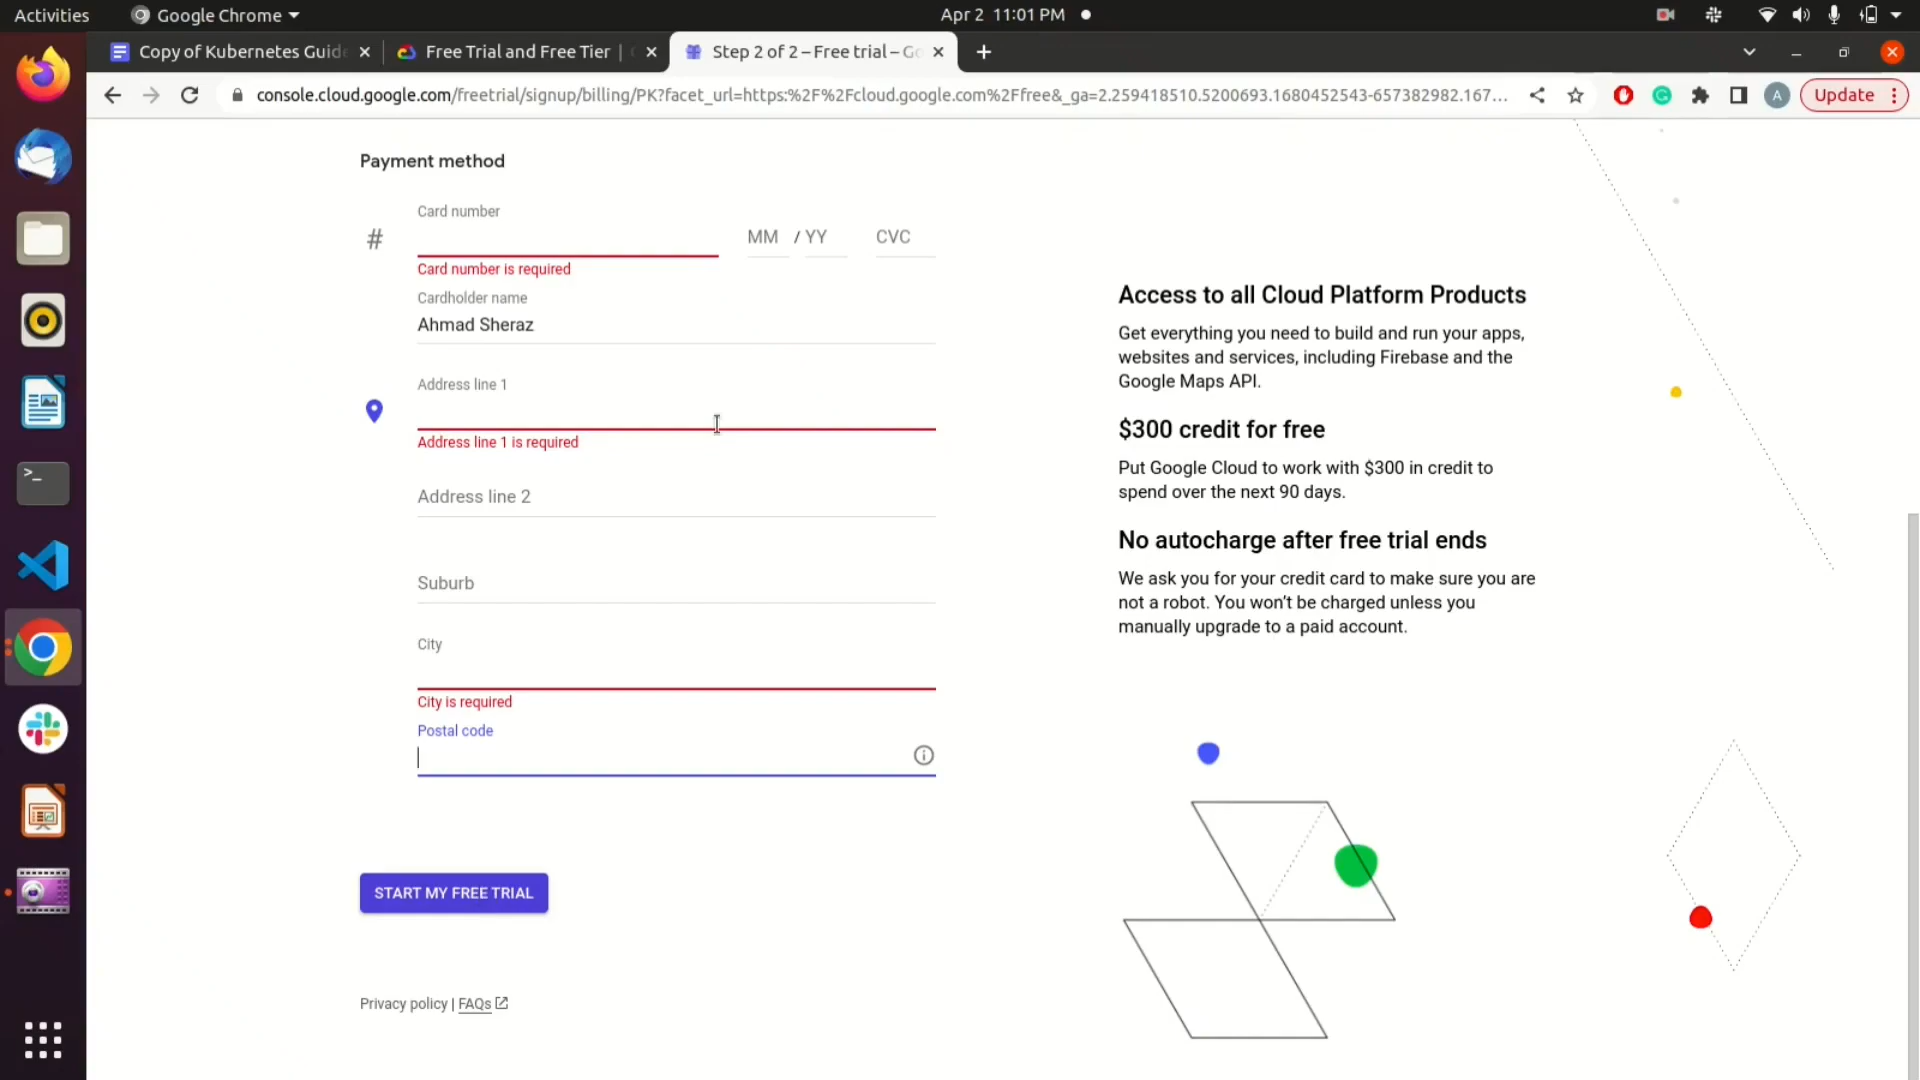 Activities
Google Chrome
Apr 2 11:01 PM
Copy of Kubernetes Guide
Free Trial and Free Tier |
Step 2 of 2 – Free trial – Go
console.cloud.google.com/freetrial/signup/billing/PK?facet_url=https:%2F%2Fcloud.google.com%2Ffree&_ga=2.259418510.5200693.1680452543-657382982.167...
A
Update
Payment method
Card number
#
MM / YY
CVC
Card number is required
Cardholder name
Ahmad Sheraz
Address line 1
Address line 1 is required
Address line 2
Suburb
City
City is required
Postal code
START MY FREE TRIAL
Privacy policy | FAQs
Access to all Cloud Platform Products
Get everything you need to build and run your apps,
websites and services, including Firebase and the
Google Maps API.
$300 credit for free
Put Google Cloud to work with $300 in credit to
spend over the next 90 days.
No autocharge after free trial ends
We ask you for your credit card to make sure you are
not a robot. You won't be charged unless you
manually upgrade to a paid account.